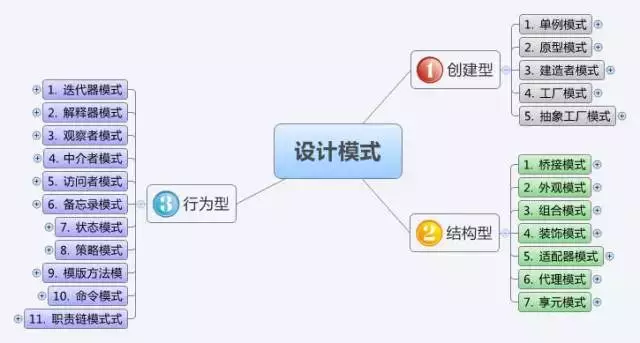 设计模式
1 创建型
1. 单例模式
2. 原型模式
3. 建造者模式
4. 工厂模式
5. 抽象工厂模式
2 结构型
1. 桥接模式
2. 外观模式
3. 组合模式
4. 装饰模式
5. 适配器模式
6. 代理模式
7. 享元模式
3 行为型
1. 迭代器模式
2. 解释器模式
3. 观察者模式
4. 中介者模式
5. 访问者模式
6. 备忘录模式
7. 状态模式
8. 策略模式
9. 模版方法模
10. 命令模式
11. 职责链模式式